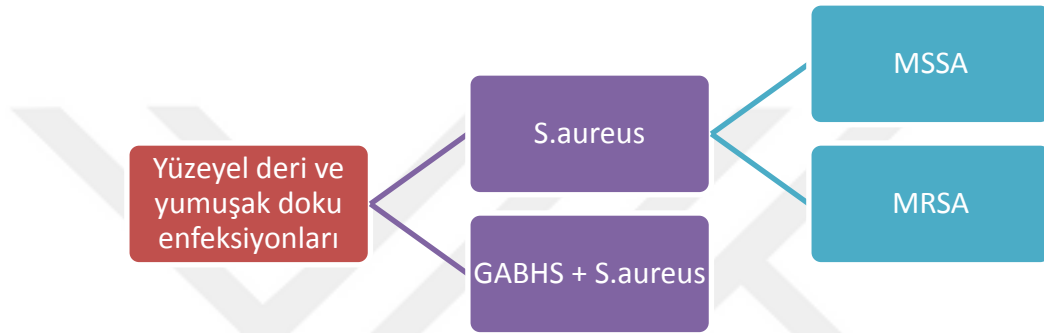 Yüzeyel deri ve
yumuşak doku
enfeksiyonları
S.aureus
GABHS + S.aureus
MSSA
MRSA